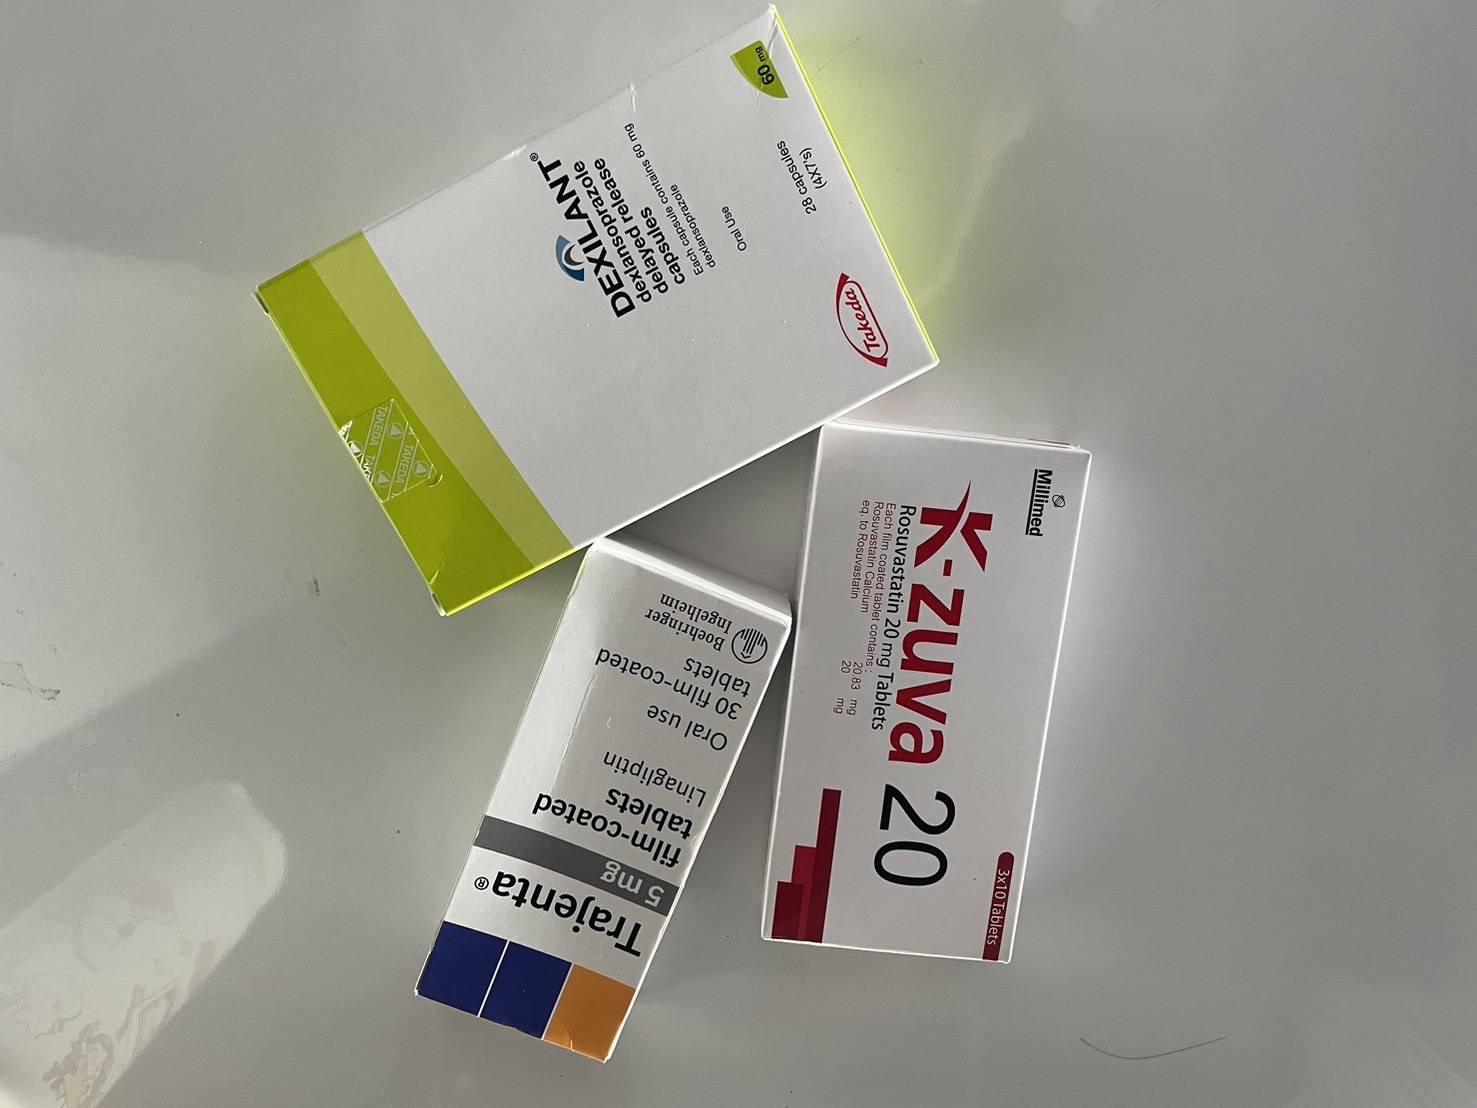 60 mg
DEXILANT®
dexlansoprazole
delayed release
capsules
Each capsule contains 60 mg
dexlansoprazole
Oral Use
28 capsules
(4X7's)
Takeda
TAKEDA
TAKEDA
TAKEDA
Millimed
K-zuva 20
Rosuvastatin 20 mg Tablets
Each film coated tablet contains :
Rosuvastatin Calcium 20.83 mg
eq. to Rosuvastatin 20 mg
3x10 Tablets
Trajenta®
5 mg
film-coated
tablets
Linagliptin
Oral use
30 film-coated
tablets
Boehringer
Ingelheim